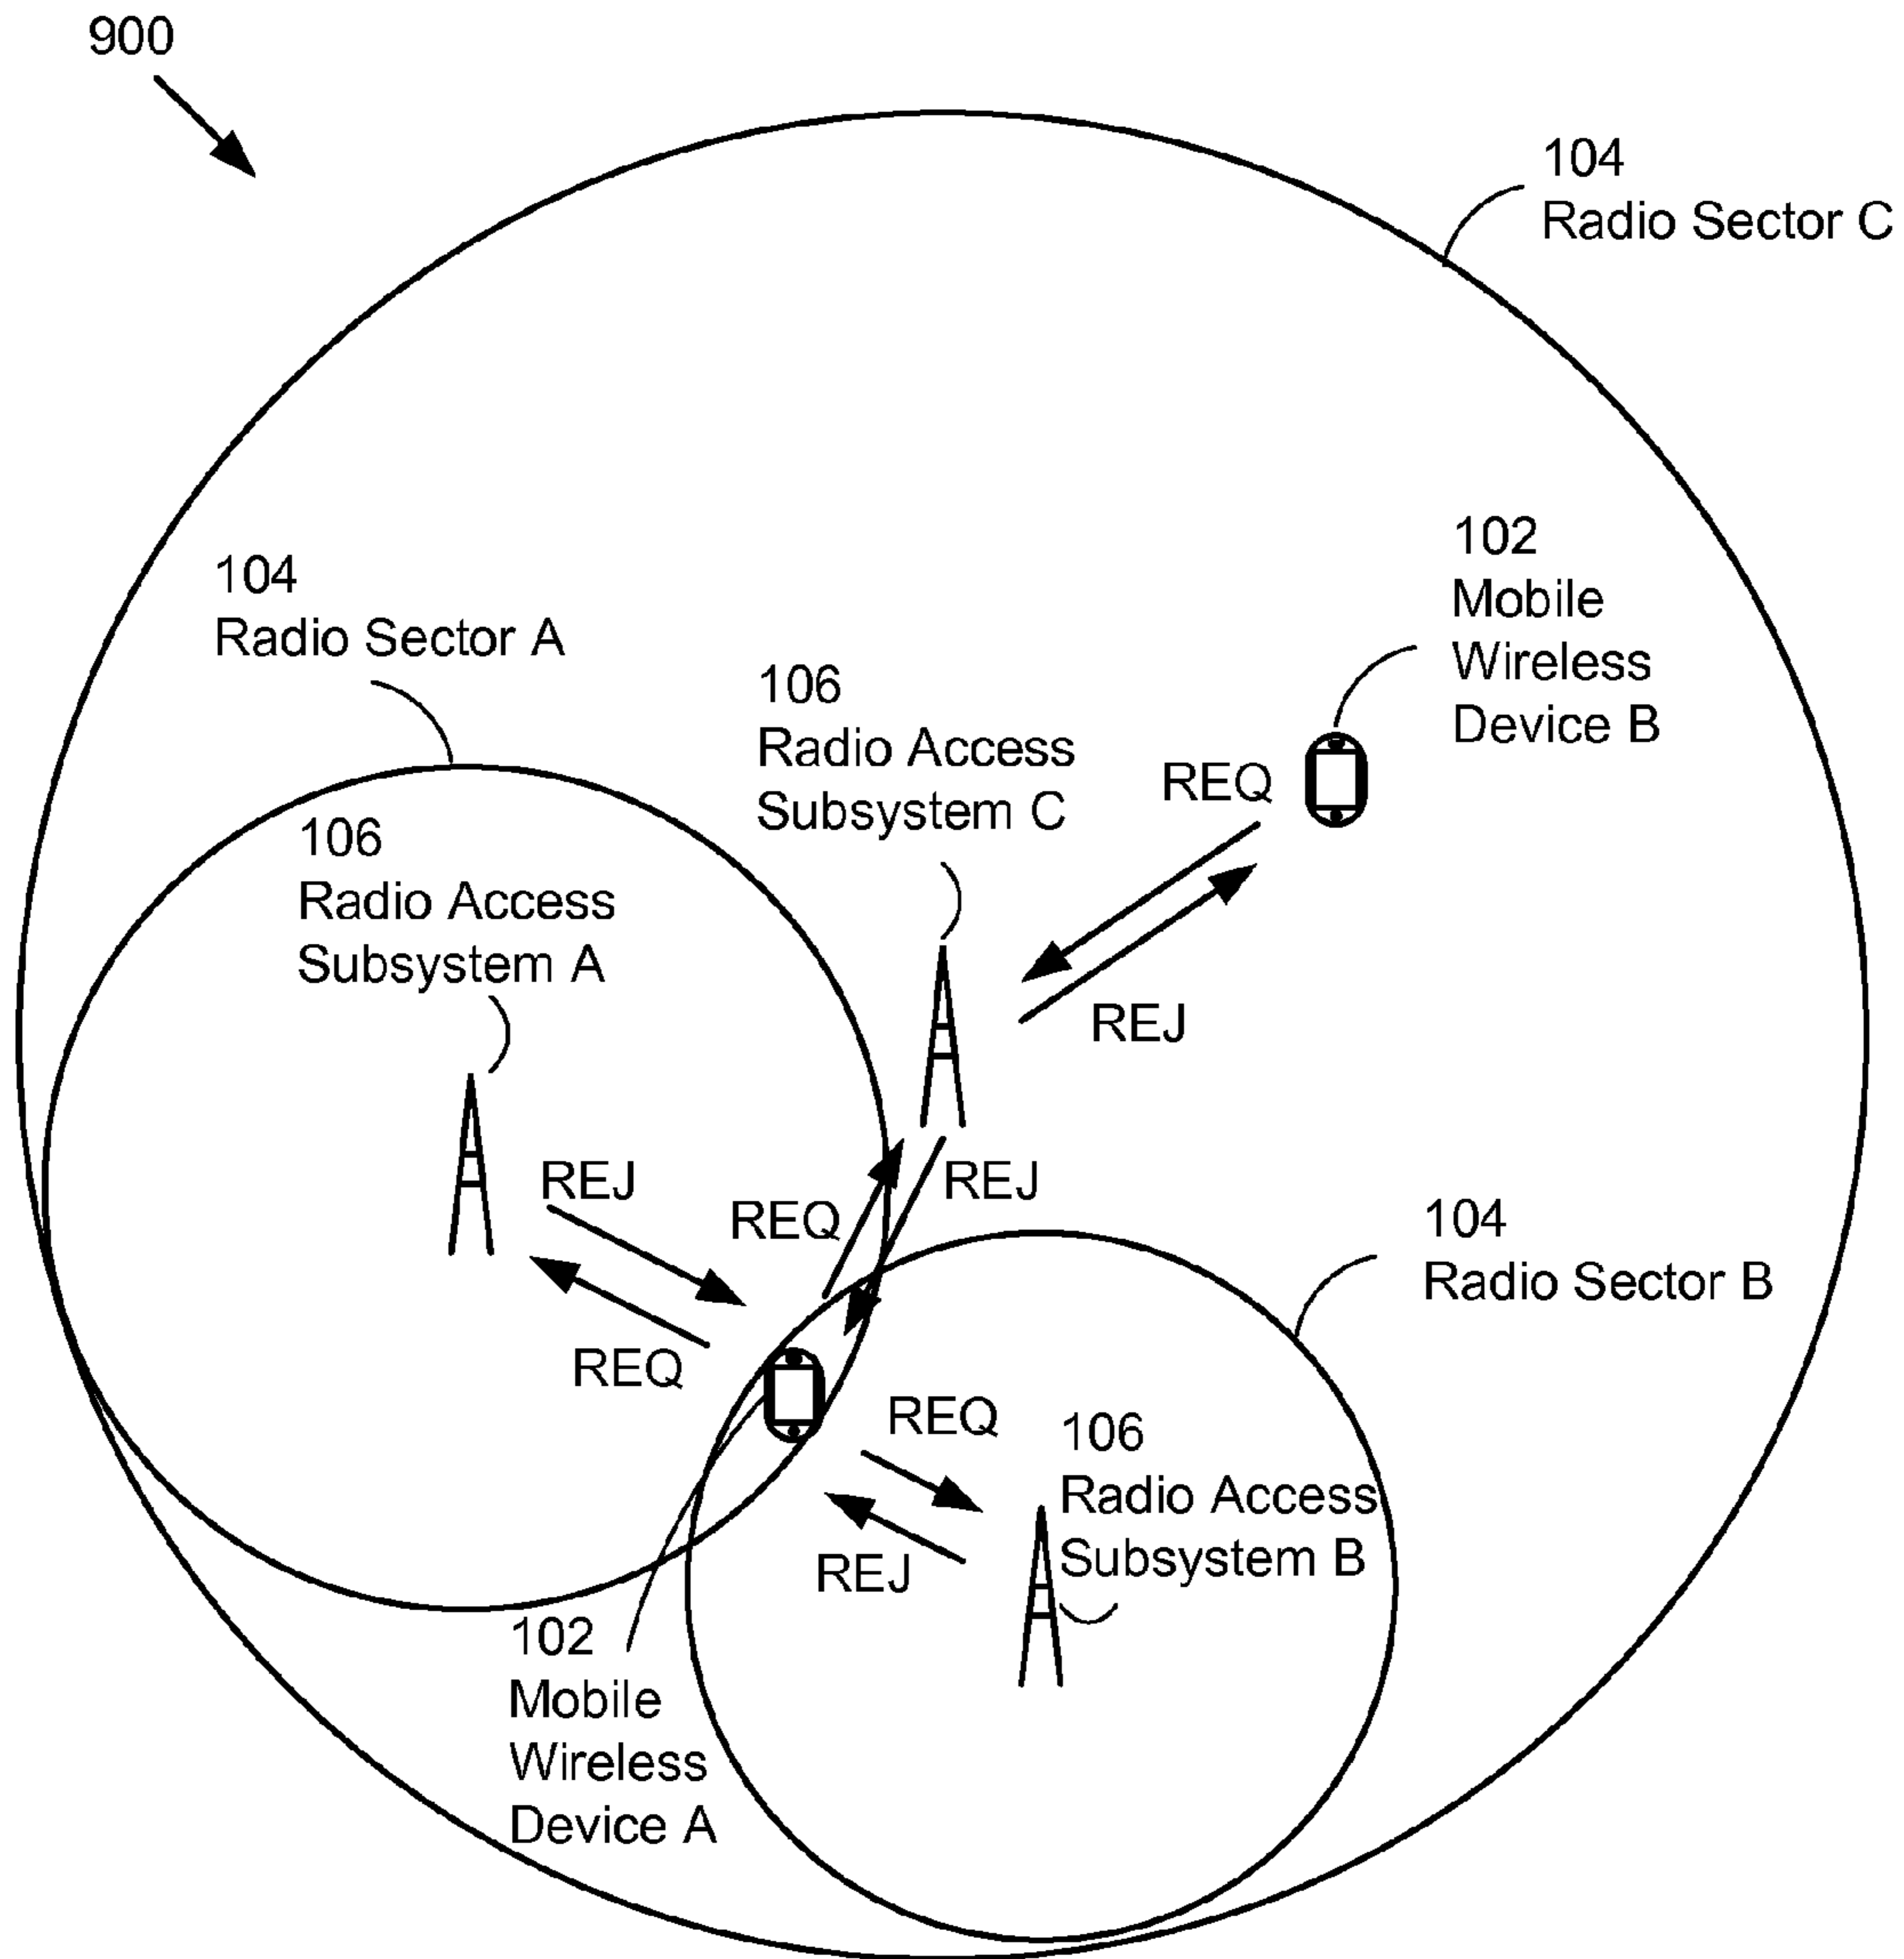 900
104
Radio Sector C
102
Mobile
Wireless
Device B
104
Radio Sector A
106
Radio Access
Subsystem C
REQ
106
Radio Access
Subsystem A
REJ
REJ
REJ
REQ
104
Radio Sector B
REQ
REQ
106
Radio Access
Subsystem B
REJ
102
Mobile
Wireless
Device A